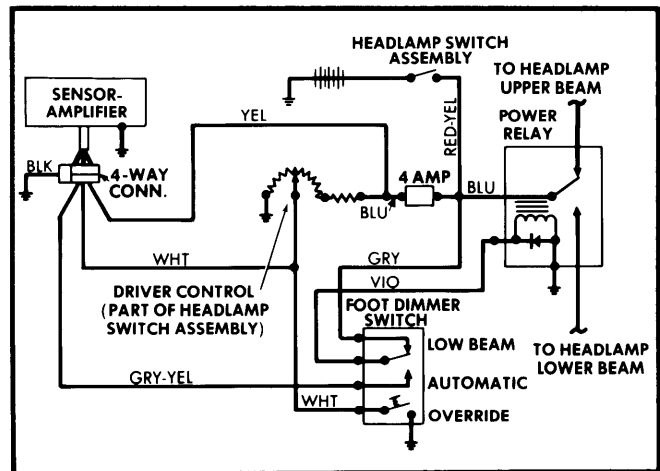 HEADLAMP SWITCH
ASSEMBLY
TO HEADLAMP
UPPER BEAM
SENSOR-
AMPLIFIER
YEL
RED-YEL
POWER
RELAY
BLK
4-WAY
CONN.
4 AMP
BLU
BLU
WHT
GRY
VIO
DRIVER CONTROL
(PART OF HEADLAMP
SWITCH ASSEMBLY)
FOOT DIMMER
SWITCH
LOW BEAM
TO HEADLAMP
LOWER BEAM
GRY-YEL
AUTOMATIC
WHT
OVERRIDE